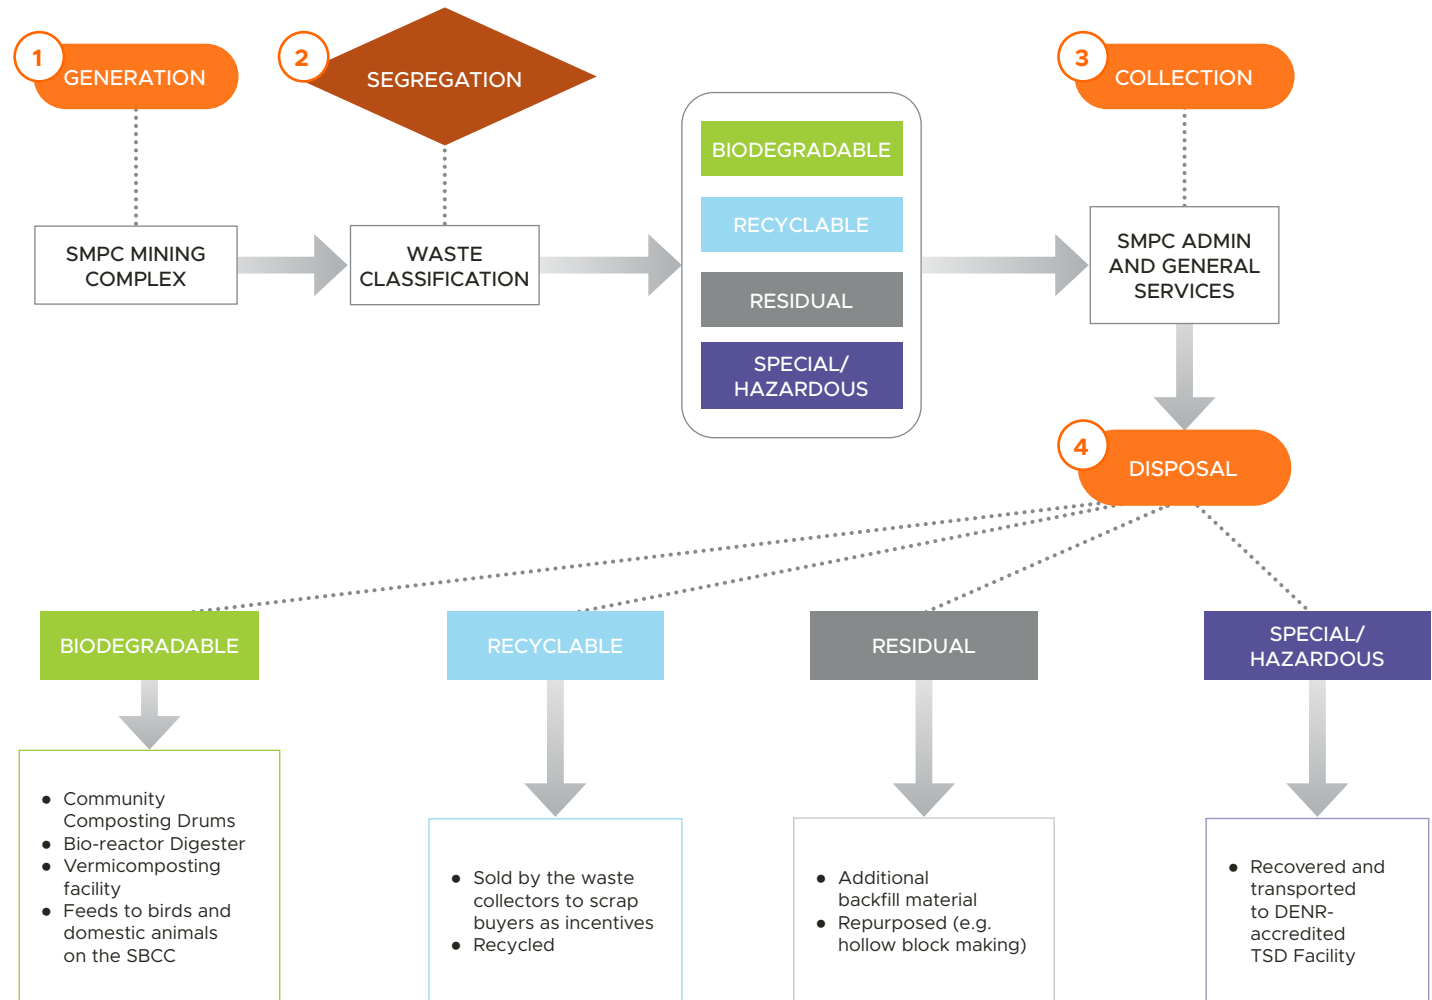 1
GENERATION
2
SEGREGATION
3
COLLECTION
SMPC MINING
COMPLEX
WASTE
CLASSIFICATION
BIODEGRADABLE
RECYCLABLE
RESIDUAL
SPECIAL/
HAZARDOUS
SMPC ADMIN
AND GENERAL
SERVICES
4
DISPOSAL
BIODEGRADABLE
RECYCLABLE
RESIDUAL
SPECIAL/
HAZARDOUS
● Community
Composting Drums
● Bio-reactor Digester
● Vermicomposting
facility
● Feeds to birds and
domestic animals
on the SBCC
● Sold by the waste
collectors to scrap
buyers as incentives
● Recycled
● Additional
backfill material
● Repurposed (e.g.
hollow block making)
● Recovered and
transported
to DENR-
accredited
TSD Facility